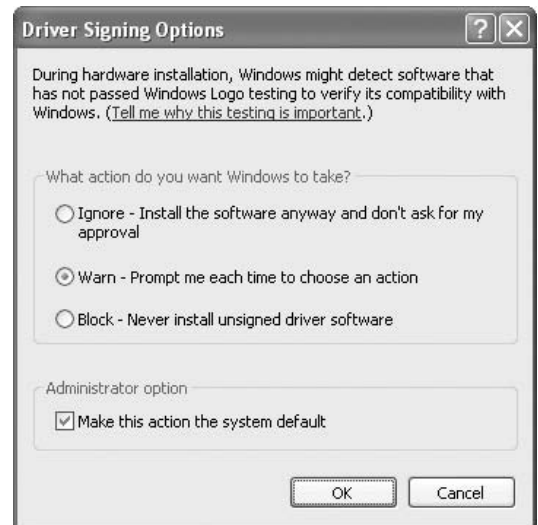 Driver Signing Options
During hardware installation, Windows might detect software that
has not passed Windows Logo testing to verify its compatibility with
Windows. (Tell me why this testing is important.)
What action do you want Windows to take?
Ignore - Install the software anyway and don't ask for my
approval
Warn - Prompt me each time to choose an action
Block - Never install unsigned driver software
Administrator option
Make this action the system default
OK Cancel